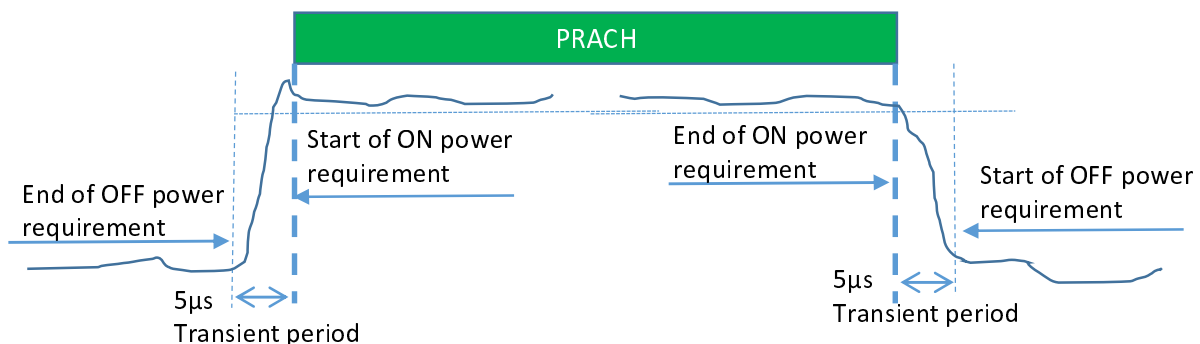 PRACH
Start of ON power
requirement
End of ON power
requirement
End of OFF power
requirement
Start of OFF power
requirement
5µs
Transient period
5µs
Transient period